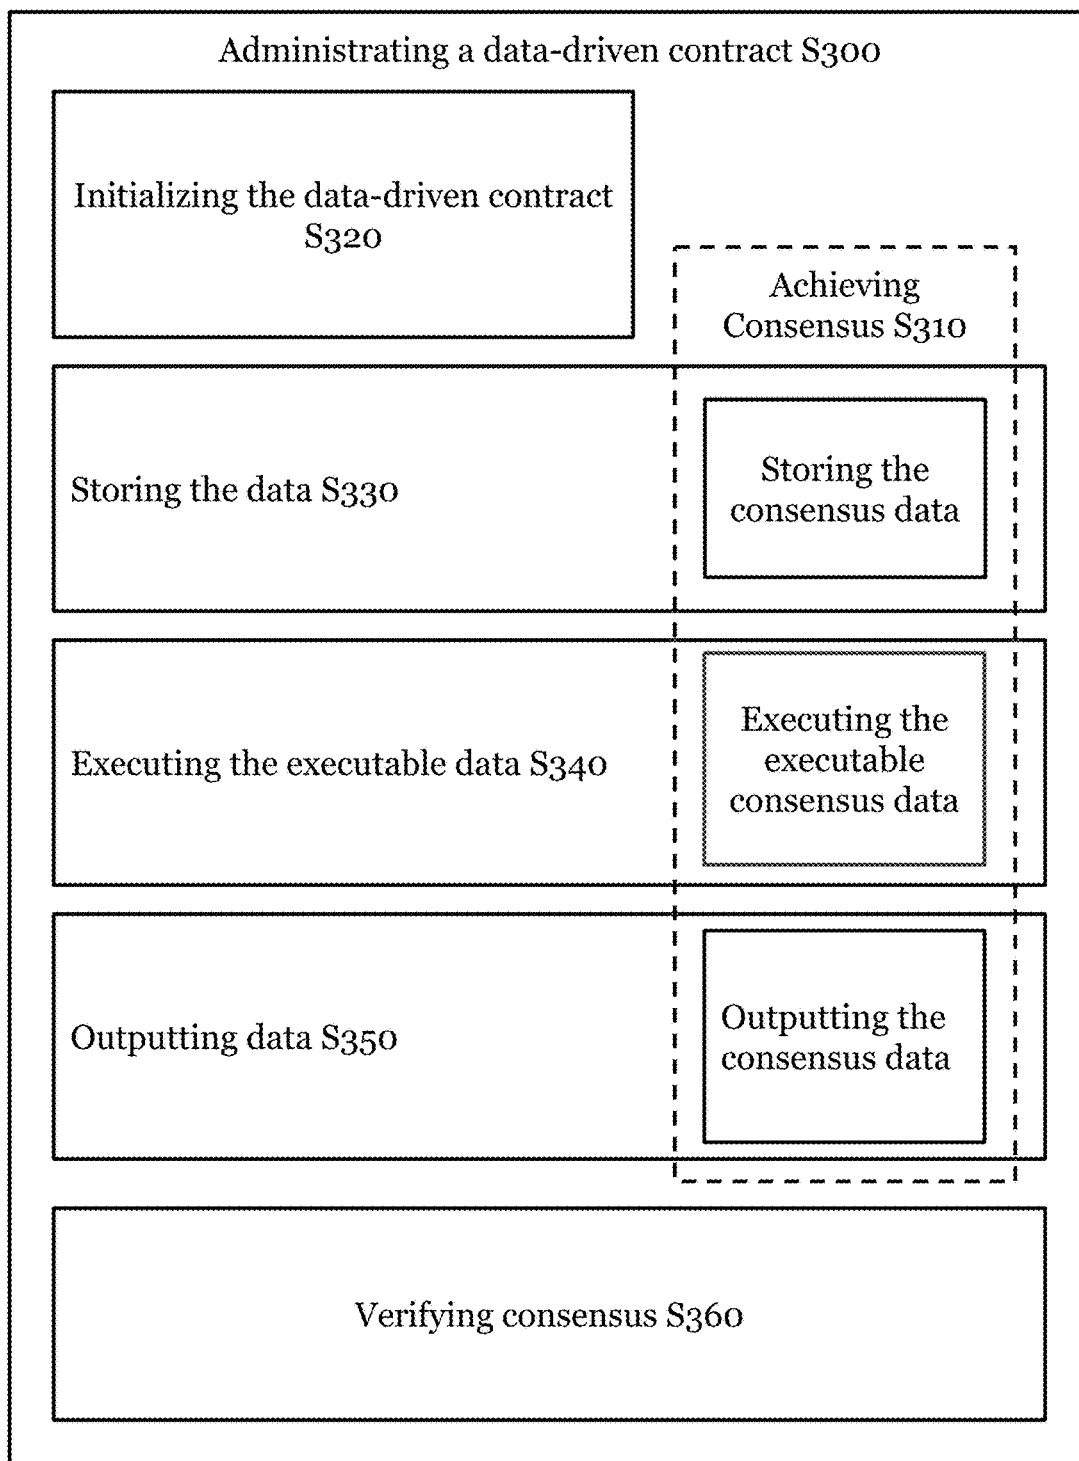 Administrating a data-driven contract S300
Initializing the data-driven contract
S320
Achieving
Consensus S310
Storing the data S330
Storing the
consensus data
Executing the executable data S340
Executing the
executable
consensus data
Outputting data S350
Outputting the
consensus data
Verifying consensus S360